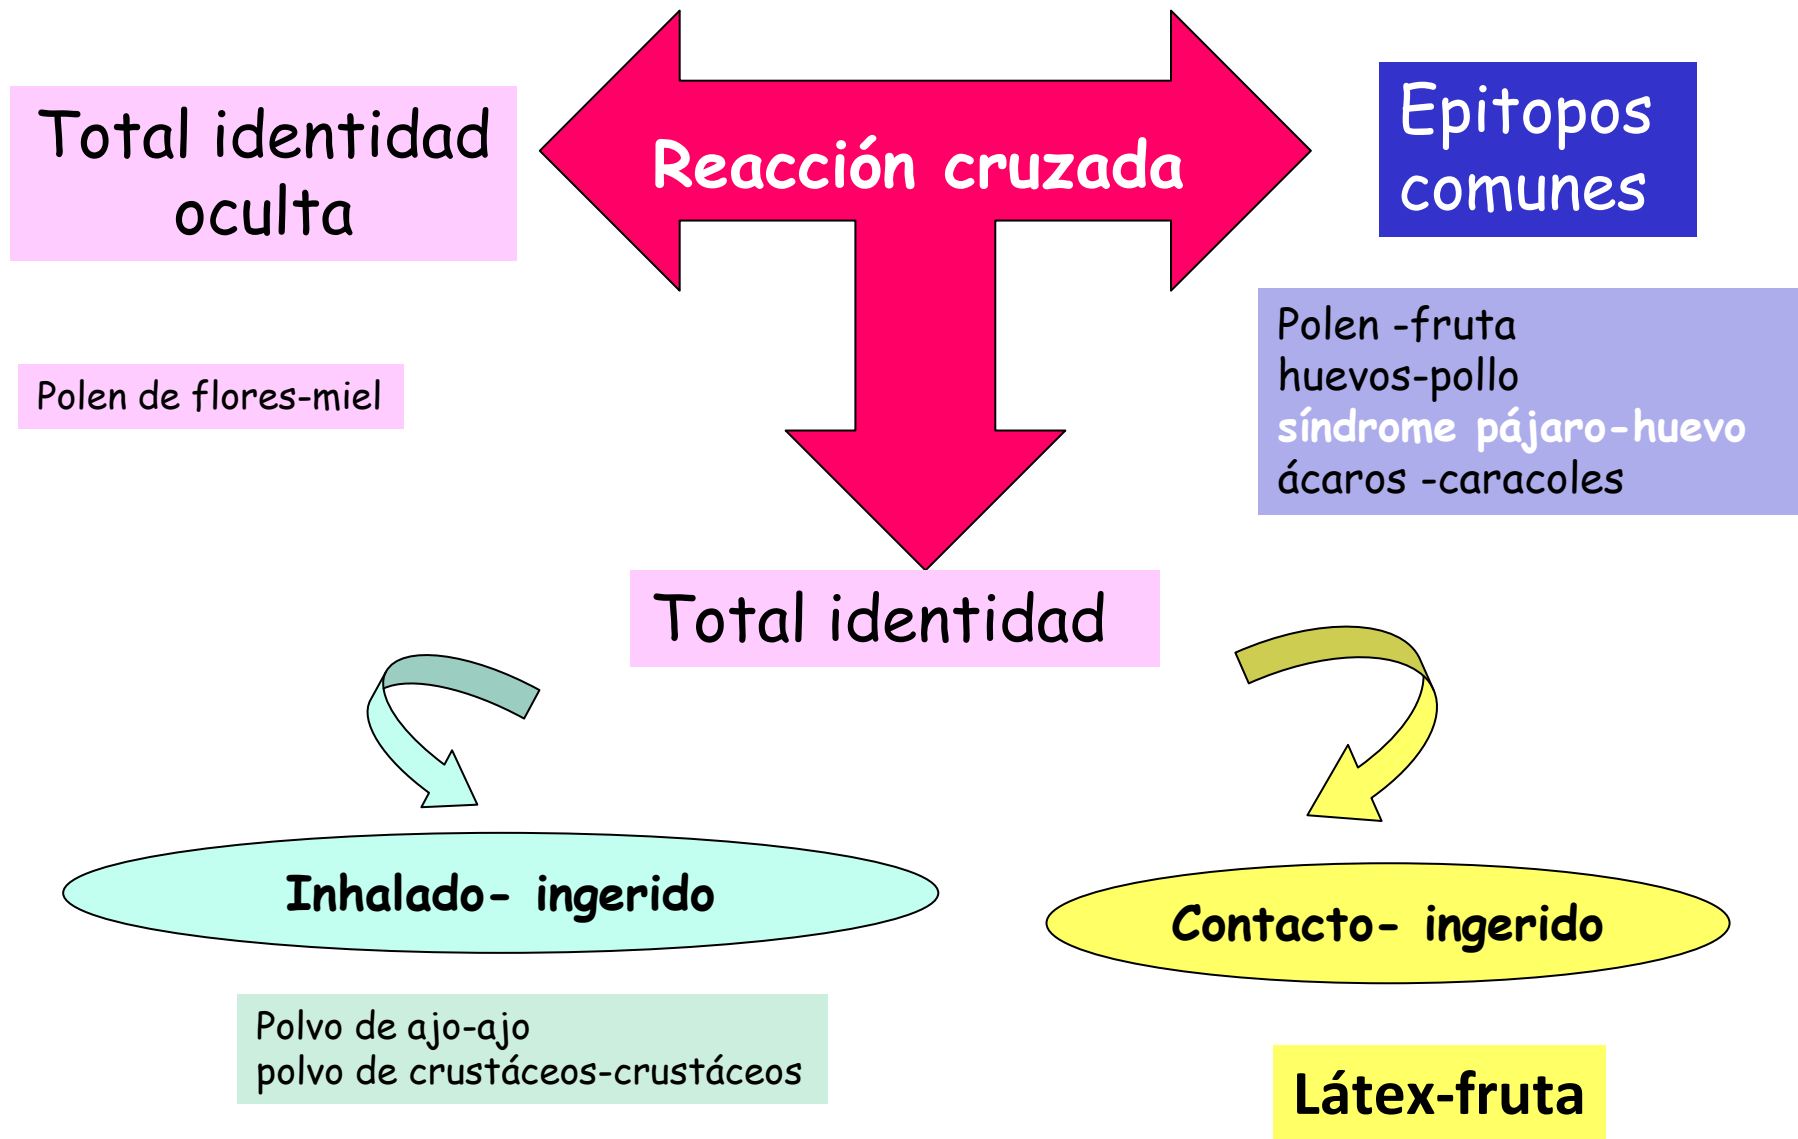 Total identidad
oculta
Reacción cruzada
Epitopos
comunes
Polen de flores-miel
Polen -fruta
huevos-pollo
síndrome pájaro-huevo
ácaros -caracoles
Total identidad
Inhalado- ingerido
Contacto- ingerido
Polvo de ajo-ajo
polvo de crustáceos-crustáceos
Látex-fruta